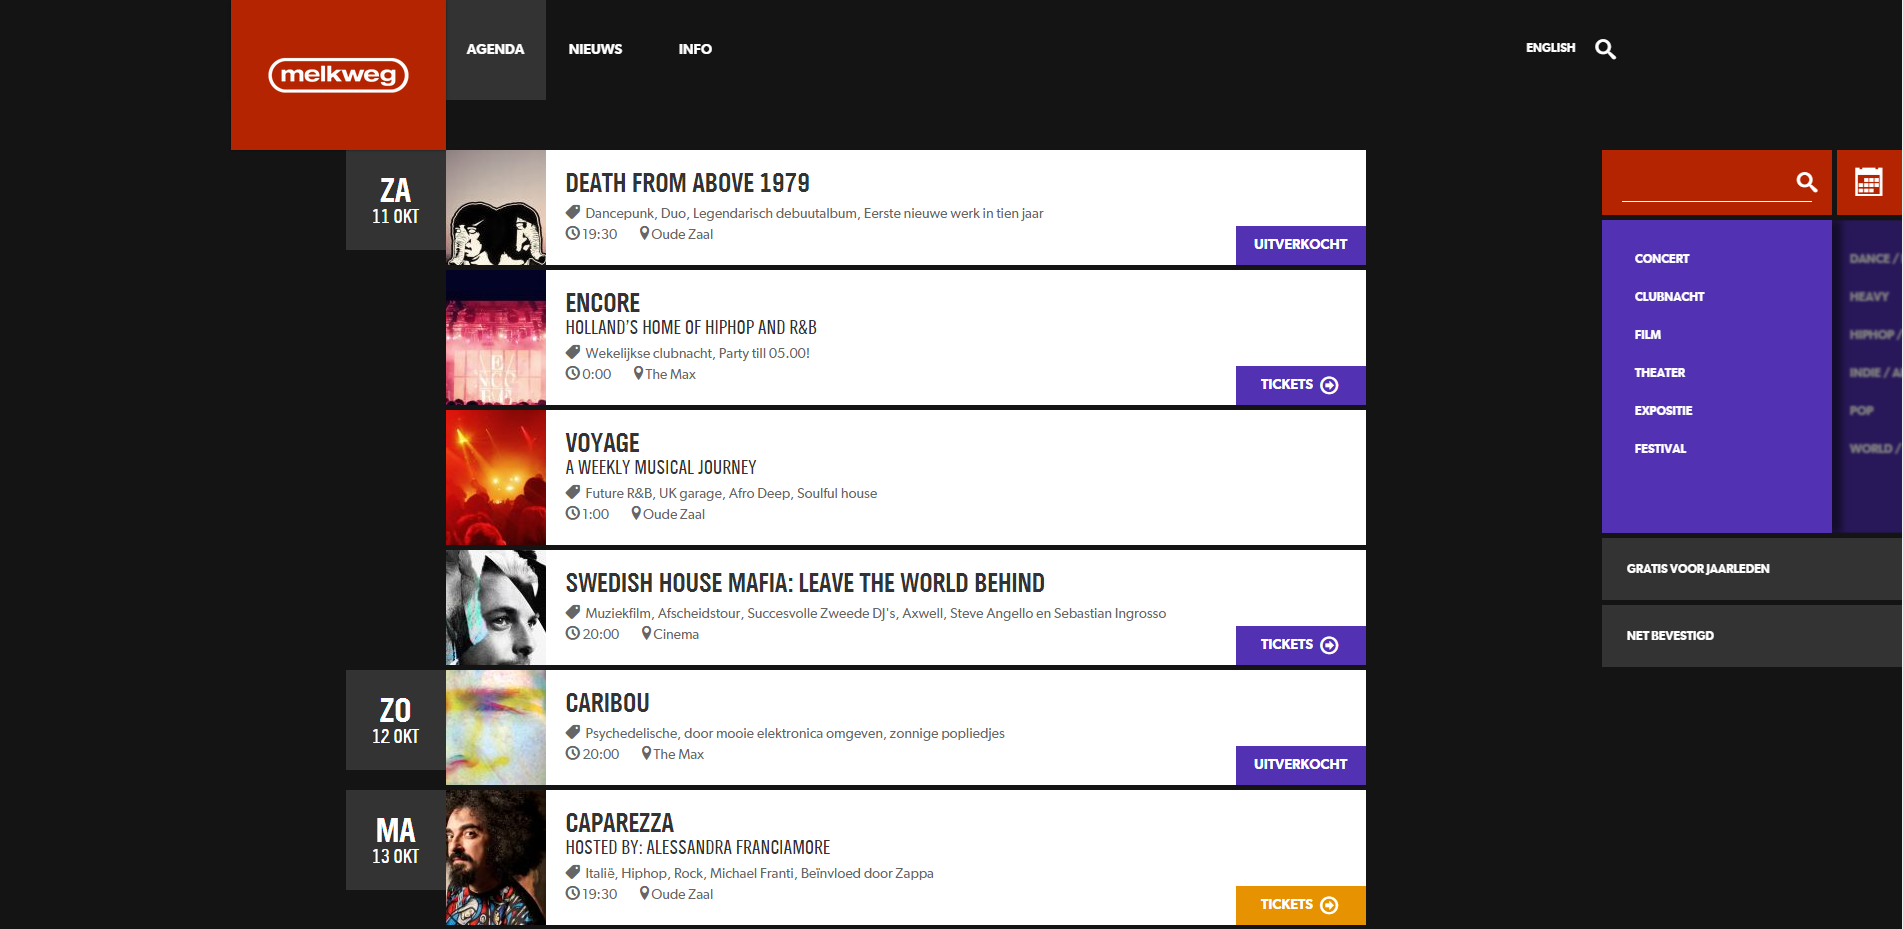 melkweg
AGENDA
NIEUWS
INFO
ENGLISH
ZA
11 OKT
DEATH FROM ABOVE 1979
Dancepunk, Duo, Legendarisch debuutalbum, Eerste nieuwe werk in tien jaar
19:30 Oude Zaal
UITVERKOCHT
ENCORE
HOLLAND'S HOME OF HIPHOP AND R&B
Wekelijkse clubnacht, Party till 05.00!
0:00 The Max
TICKETS
VOYAGE
A WEEKLY MUSICAL JOURNEY
Future R&B, UK garage, Afro Deep, Soulful house
1:00 Oude Zaal
SWEDISH HOUSE MAFIA: LEAVE THE WORLD BEHIND
Muziekfilm, Afscheidstour, Succesvolle Zweede DJ's, Axwell, Steve Angello en Sebastian Ingrosso
20:00 Cinema
TICKETS
ZO
12 OKT
CARIBOU
Psychedelische, door mooie elektronica omgeven, zonnige popliedjes
20:00 The Max
UITVERKOCHT
MA
13 OKT
CAPAREZZA
HOSTED BY: ALESSANDRA FRANCIAMORE
Italië, Hiphop, Rock, Michael Franti, Beïnvloed door Zappa
19:30 Oude Zaal
TICKETS
CONCERT
CLUBNACHT
FILM
THEATER
EXPOSITIE
FESTIVAL
DANCE /
HEAVY
HIPHOP /
INDIE /
POP
WORLD /
GRATIS VOOR JAARLEDEN
NET BEVESTIGD